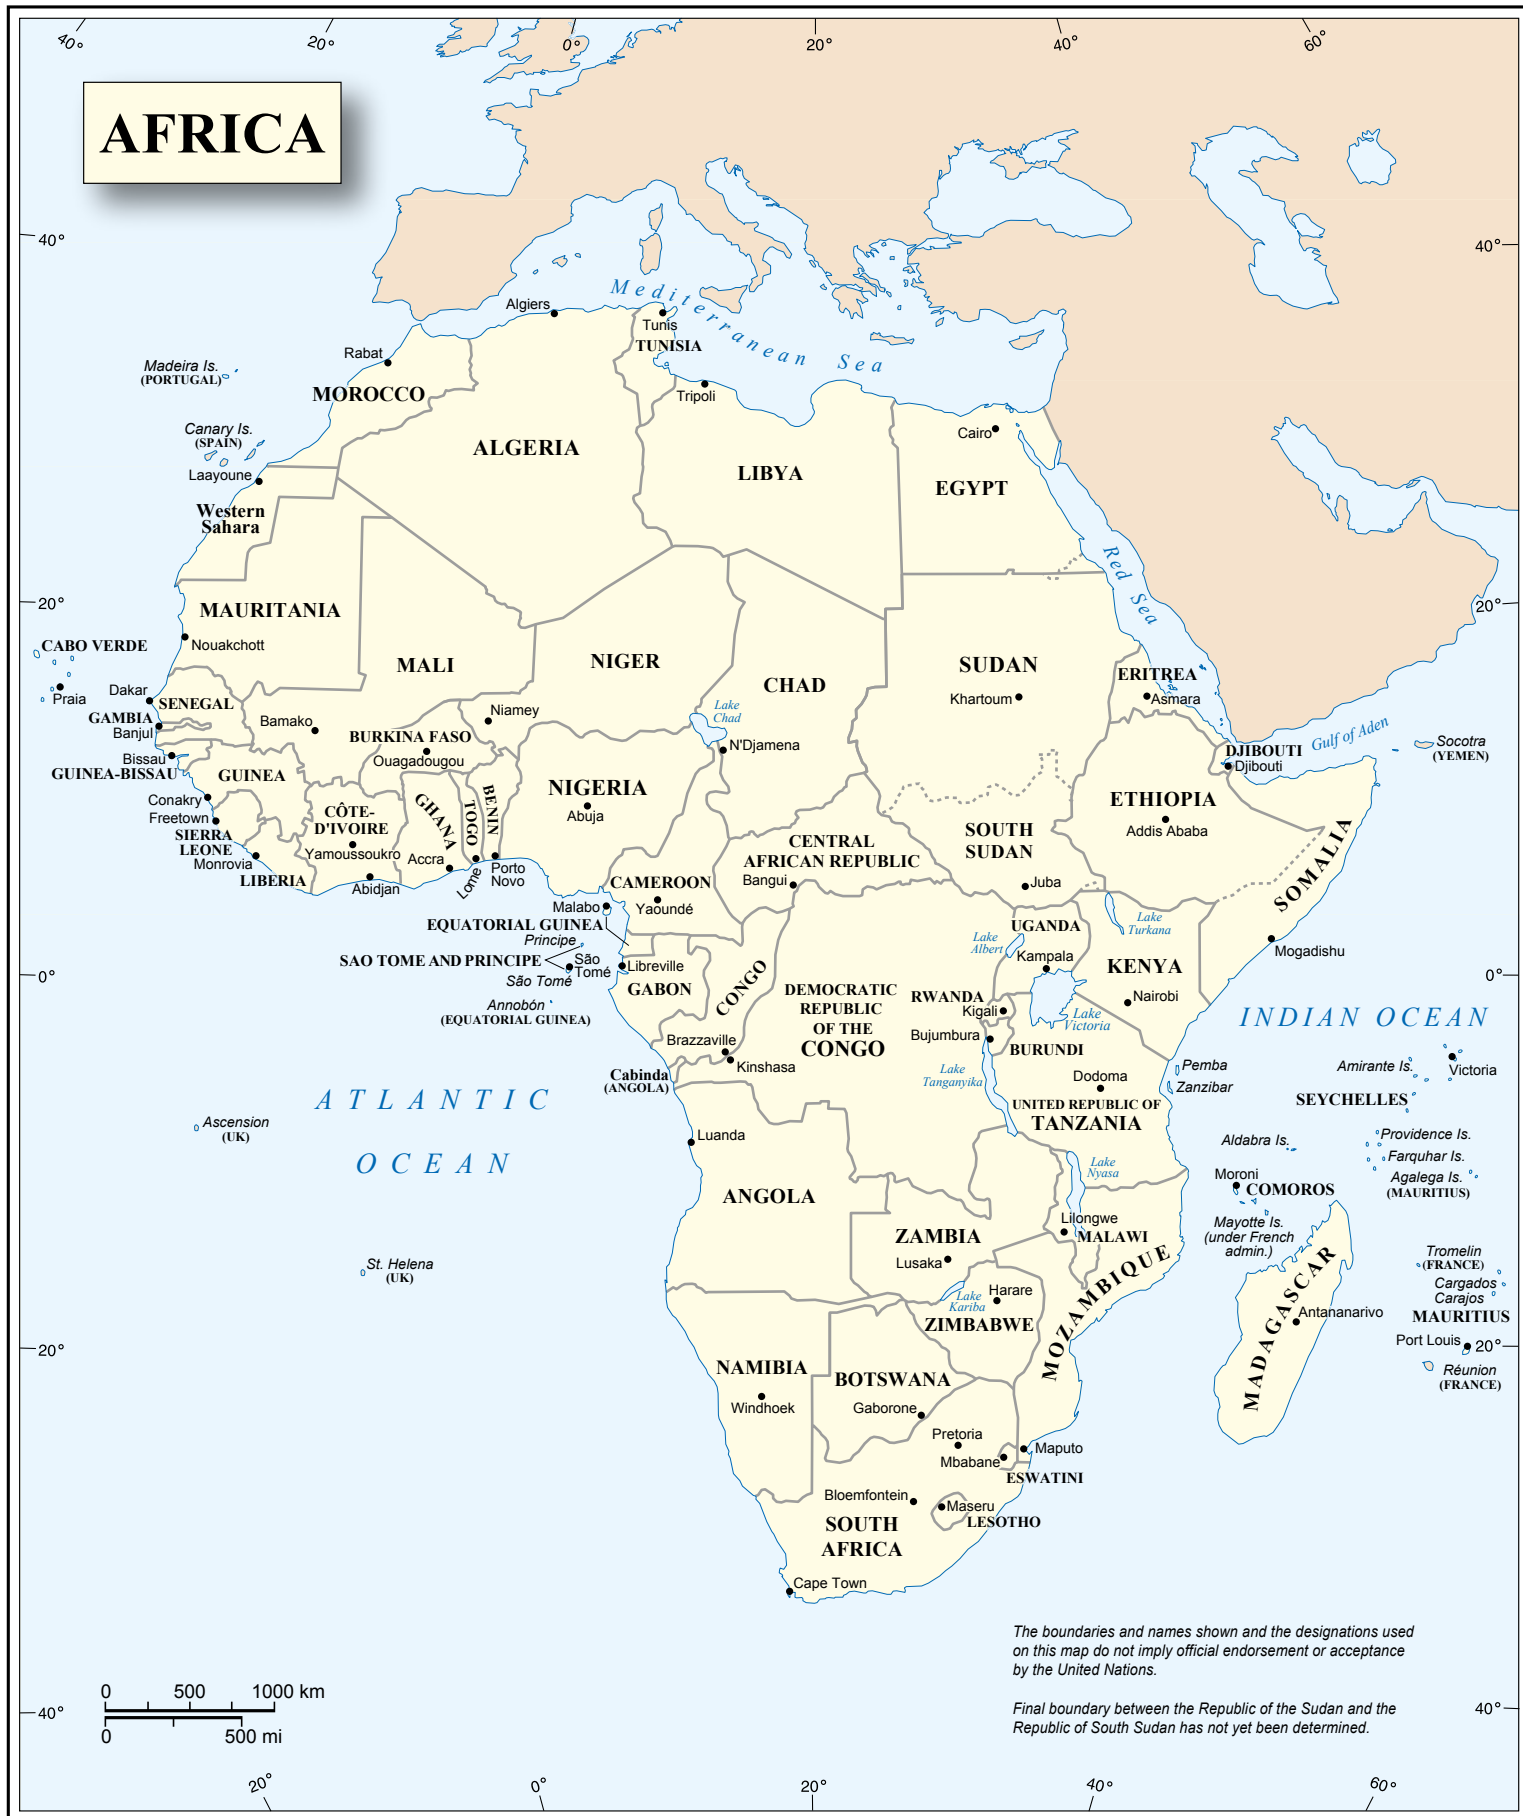 40°
20°
0°
20°
40°
60°
AFRICA
40°
40°
Mediterranean Sea
Algiers
Tunis
TUNISIA
Rabat
Madeira Is.
(PORTUGAL)
MOROCCO
Tripoli
Canary Is.
(SPAIN)
Cairo
ALGERIA
LIBYA
EGYPT
Laayoune
Western
Sahara
Red Sea
20°
20°
MAURITANIA
Nouakchott
CABO VERDE
Praia
MALI
NIGER
CHAD
SUDAN
Khartoum
ERITREA
Asmara
Dakar
SENEGAL
GAMBIA
Banjul
Bamako
Niamey
Lake
Chad
N'Djamena
BURKINA FASO
Ouagadougou
Bissau
GUINEA-BISSAU
GUINEA
NIGERIA
Abuja
DJIBOUTI
Djibouti
Gulf of Aden
Socotra
(YEMEN)
Conakry
Freetown
SIERRA
LEONE
Monrovia
LIBERIA
CÔTE-
D'IVOIRE
Yamoussoukro
Abidjan
GHANA
Accra
TOGO
Lome
BENIN
Porto
Novo
ETHIOPIA
Addis Ababa
SOUTH
SUDAN
Juba
CENTRAL
AFRICAN REPUBLIC
Bangui
SOMALIA
Mogadishu
CAMEROON
Yaoundé
Malabo
EQUATORIAL GUINEA
Principe
SAO TOME AND PRINCIPE
São
Tomé
São Tomé
Libreville
GABON
CONGO
Annobón
(EQUATORIAL GUINEA)
UGANDA
Lake
Albert
Kampala
Lake
Turkana
KENYA
Nairobi
0°
0°
DEMOCRATIC
REPUBLIC
OF THE
CONGO
RWANDA
Kigali
Lake
Victoria
Bujumbura
BURUNDI
INDIAN OCEAN
Brazzaville
Kinshasa
Cabinda
(ANGOLA)
Lake
Tanganyika
Dodoma
UNITED REPUBLIC OF
TANZANIA
Pemba
Zanzibar
Amirante Is.
Victoria
SEYCHELLES
ATLANTIC
OCEAN
Ascension
(UK)
Luanda
Aldabra Is.
Providence Is.
Farquhar Is.
Agalega Is.
(MAURITIUS)
Lake
Nyasa
Moroni
COMOROS
ANGOLA
ZAMBIA
Lusaka
Lilongwe
MALAWI
Mayotte Is.
(under French
admin.)
St. Helena
(UK)
MOZAMBIQUE
Tromelin
(FRANCE)
Cargados
Carajos
MAURITIUS
Port Louis
Réunion
(FRANCE)
Lake
Kariba
Harare
ZIMBABWE
MADAGASCAR
Antananarivo
20°
20°
NAMIBIA
Windhoek
BOTSWANA
Gaborone
Pretoria
Mbabane
Maputo
ESWATINI
Bloemfontein
Maseru
LESOTHO
SOUTH
AFRICA
Cape Town
The boundaries and names shown and the designations used
on this map do not imply official endorsement or acceptance
by the United Nations.
Final boundary between the Republic of the Sudan and the
Republic of South Sudan has not yet been determined.
0 500 1000 km
0 500 mi
40°
40°
20°
0°
20°
40°
60°